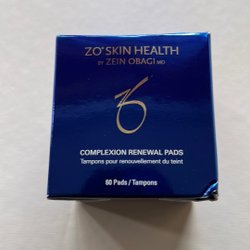 ZO® SKIN HEALTH
BY ZEIN OBAGI MD
COMPLEXION RENEWAL PADS
Tampons pour renouvellement du teint
60 Pads / Tampons